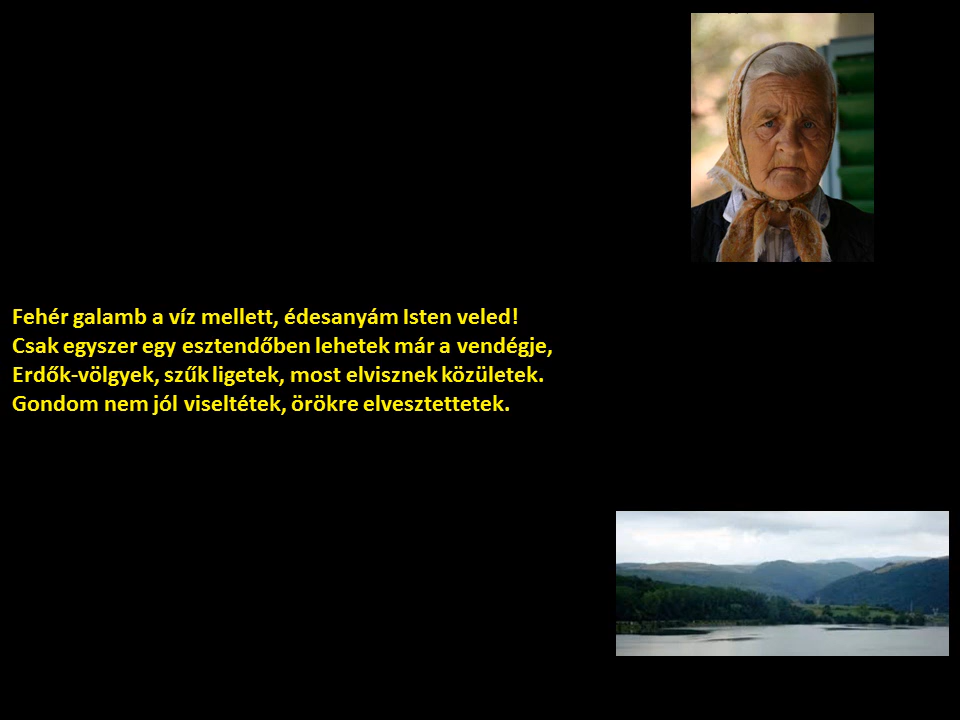 Fehér galamb a víz mellett, édesanyám Isten veled!
Csak egyszer egy esztendőben lehetek már a vendégje,
Erdők-völgyek, szűk ligetek, most elvisznek közületek.
Gondom nem jól viseltétek, örökre elvesztettetek.